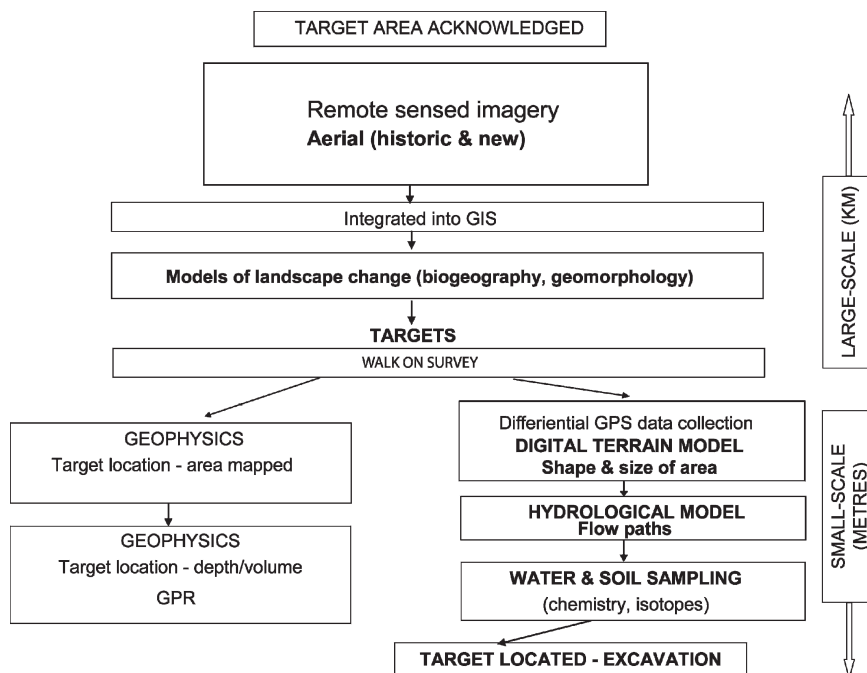 TARGET AREA ACKNOWLEDGED
Remote sensed imagery
Aerial (historic & new)
Integrated into GIS
Models of landscape change (biogeography, geomorphology)
TARGETS
WALK ON SURVEY
GEOPHYSICS
Target location - area mapped
GEOPHYSICS
Target location - depth/volume
GPR
Differiential GPS data collection
DIGITAL TERRAIN MODEL
Shape & size of area
HYDROLOGICAL MODEL
Flow paths
WATER & SOIL SAMPLING
(chemistry, isotopes)
TARGET LOCATED - EXCAVATION
LARGE-SCALE (KM)
SMALL-SCALE
(METRES)